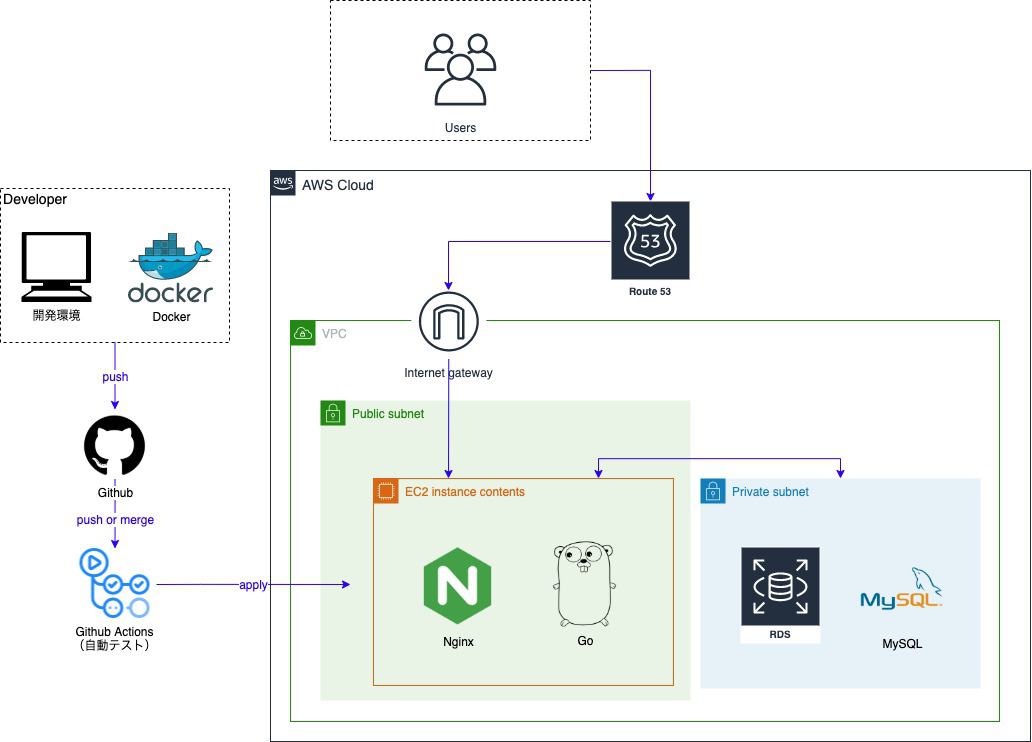 Users
aws
AWS Cloud
Developer
開発環境
docker
Docker
53
Route 53
VPC
Internet gateway
push
Github
push or merge
Github Actions
（自動テスト）
apply
Public subnet
EC2 instance contents
N
Nginx
Go
Private subnet
RDS
MySQL
MySQL